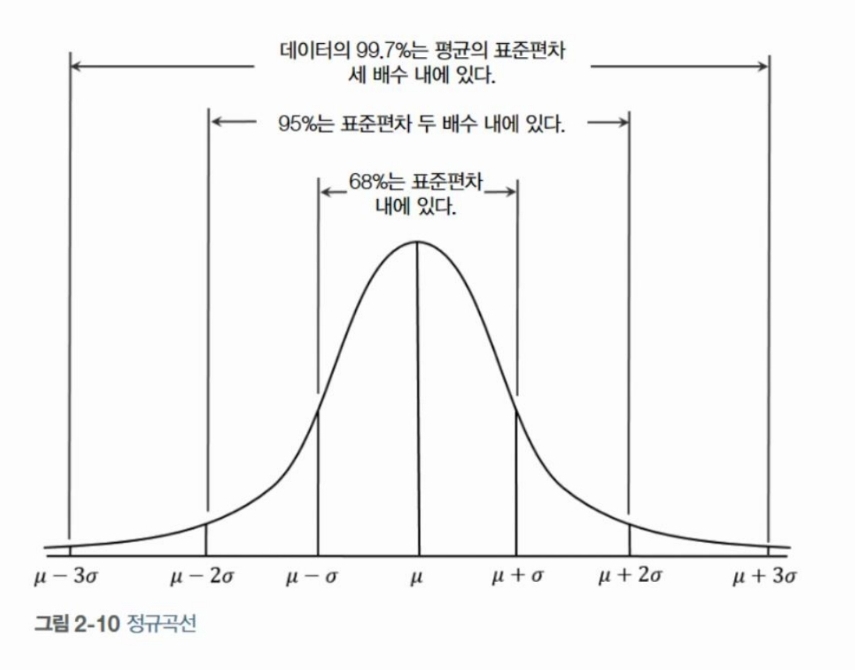 데이터의 99.7%는 평균의 표준편차
세 배수 내에 있다.
95%는 표준편차 두 배수 내에 있다.
68%는 표준편차
내에 있다.
μ − 3σ μ − 2σ μ − σ μ μ + σ μ + 2σ μ + 3σ
그림 2-10 정규곡선